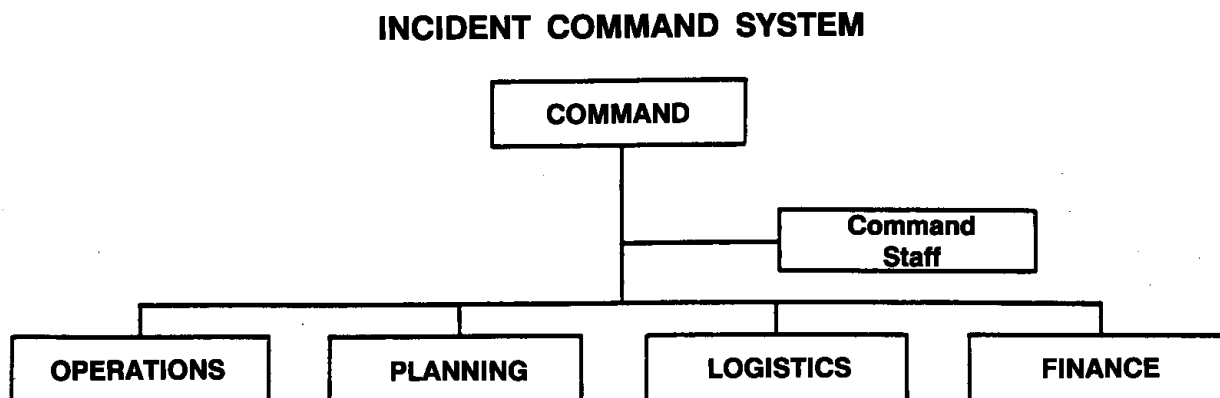 INCIDENT COMMAND SYSTEM
COMMAND
Command
Staff
OPERATIONS
PLANNING
LOGISTICS
FINANCE